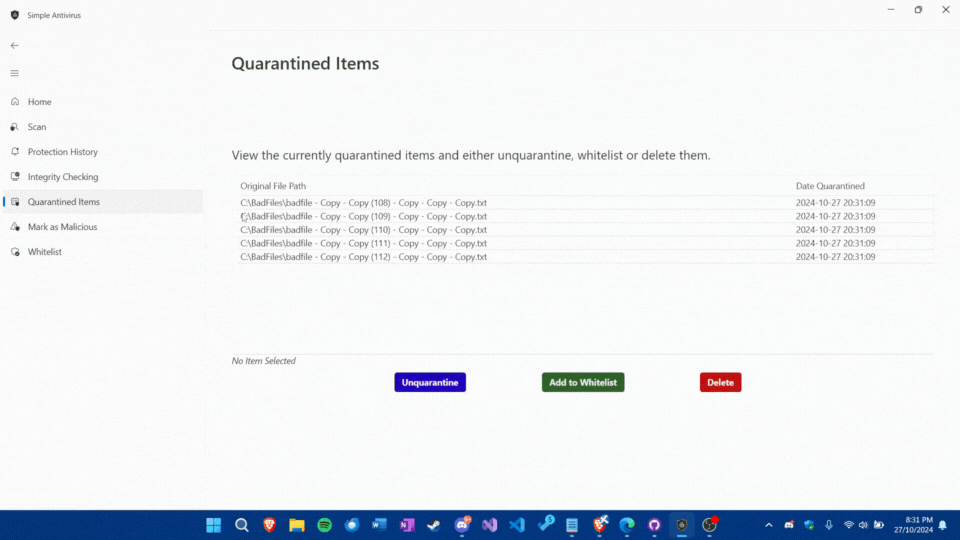 Simple Antivirus
Quarantined Items
Home
Scan
Protection History
Integrity Checking
Quarantined Items
Mark as Malicious
Whitelist
View the currently quarantined items and either unquarantine, whitelist or delete them.
Original File Path Date Quarantined
C:\BadFiles\badfile - Copy - Copy (108) - Copy - Copy - Copy.txt 2024-10-27 20:31:09
C:\BadFiles\badfile - Copy - Copy (109) - Copy - Copy - Copy.txt 2024-10-27 20:31:09
C:\BadFiles\badfile - Copy - Copy (110) - Copy - Copy - Copy.txt 2024-10-27 20:31:09
C:\BadFiles\badfile - Copy - Copy (111) - Copy - Copy - Copy.txt 2024-10-27 20:31:09
C:\BadFiles\badfile - Copy - Copy (112) - Copy - Copy - Copy.txt 2024-10-27 20:31:09
No Item Selected
Unquarantine Add to Whitelist Delete
8:31 PM
27/10/2024